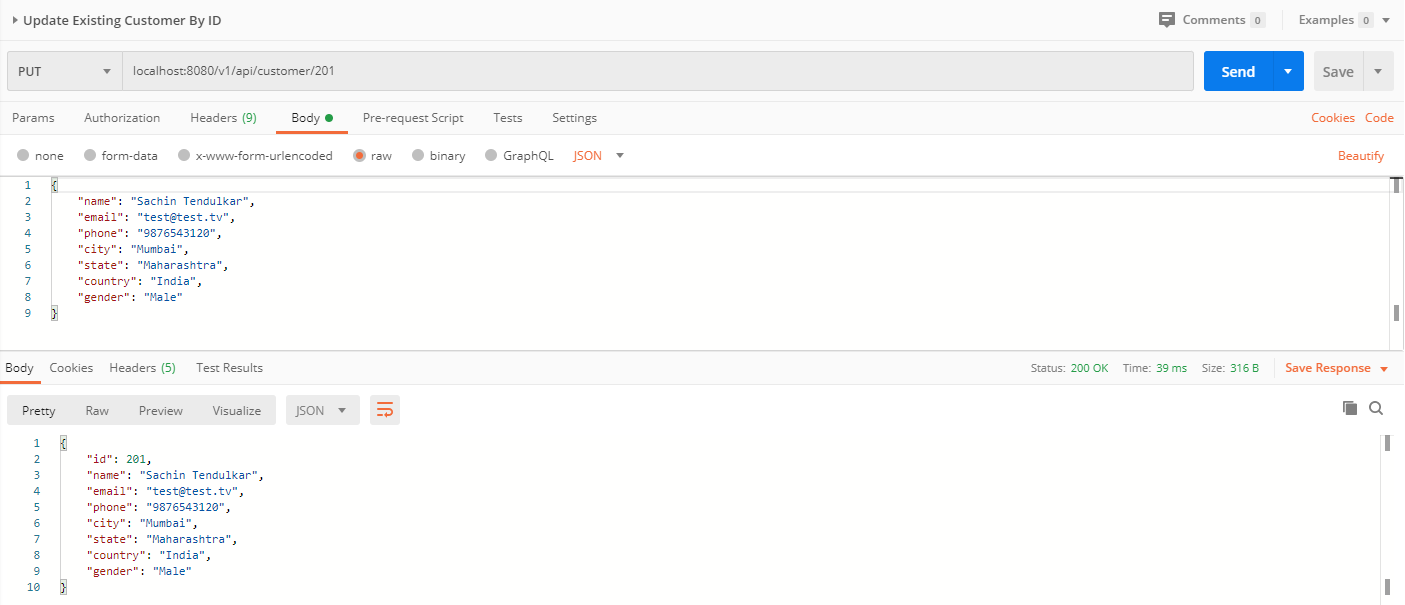 Update Existing Customer By ID Comments 0 Examples 0
PUT localhost:8080/v1/api/customer/201 Send Save
Params Authorization Headers (9) Body Pre-request Script Tests Settings Cookies Code
none form-data x-www-form-urlencoded raw binary GraphQL JSON Beautify
1 {
2 "name": "Sachin Tendulkar",
3 "email": "test@test.tv",
4 "phone": "9876543120",
5 "city": "Mumbai",
6 "state": "Maharashtra",
7 "country": "India",
8 "gender": "Male"
9 }
Body Cookies Headers (5) Test Results Status: 200 OK Time: 39 ms Size: 316 B Save Response
Pretty Raw Preview Visualize JSON
1 {
2 "id": 201,
3 "name": "Sachin Tendulkar",
4 "email": "test@test.tv",
5 "phone": "9876543120",
6 "city": "Mumbai",
7 "state": "Maharashtra",
8 "country": "India",
9 "gender": "Male"
10 }